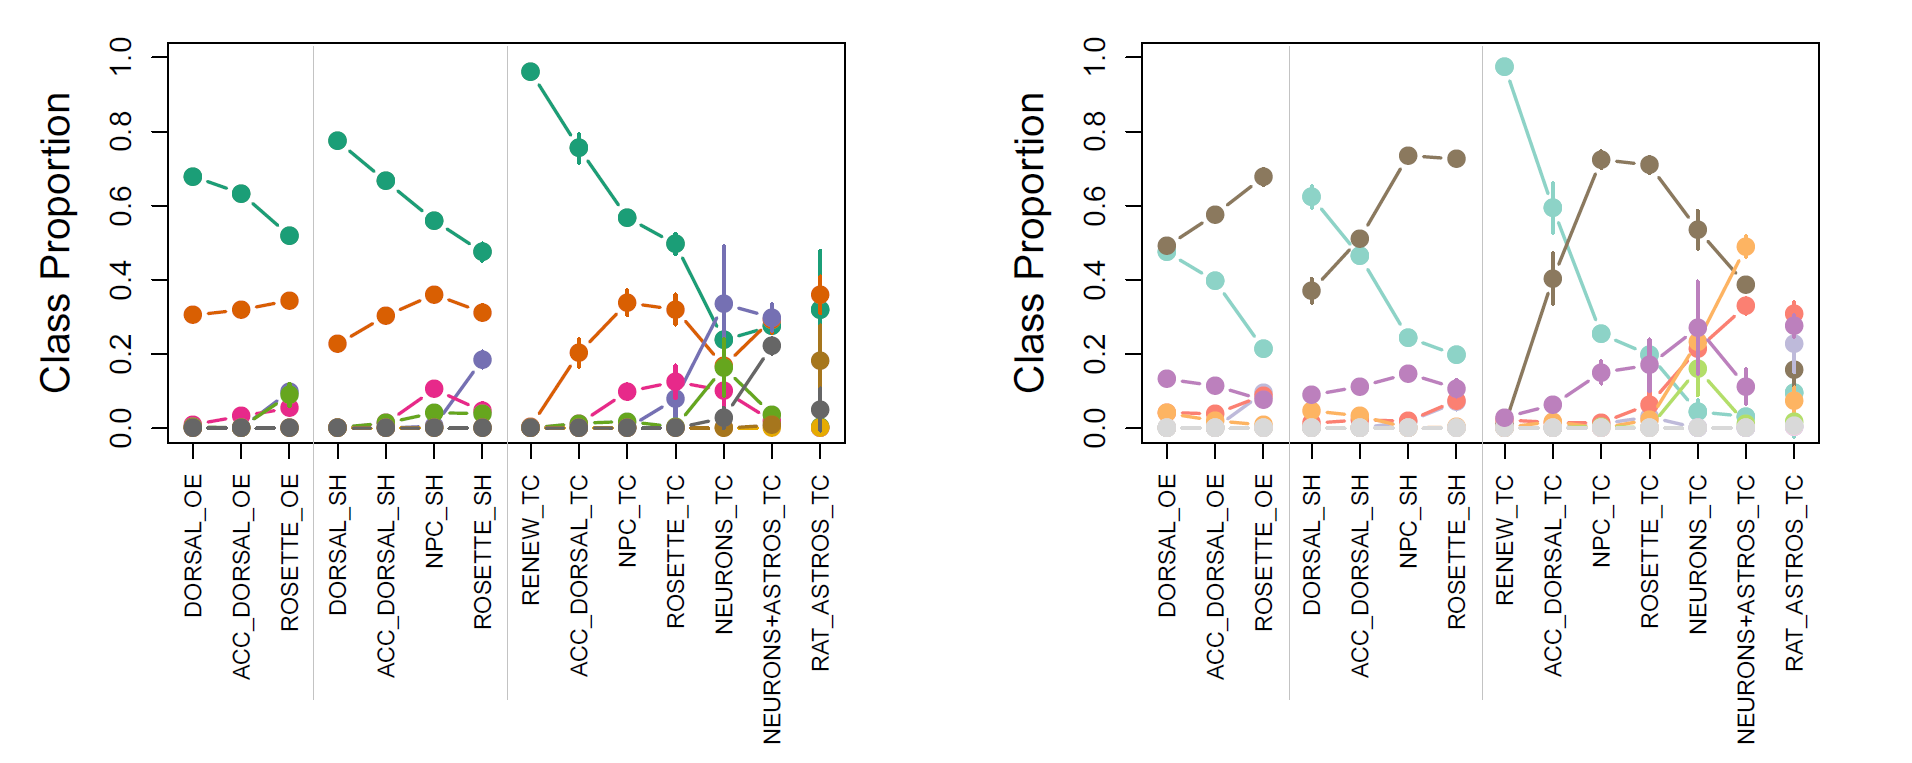 Class Proportion
1.0
0.8
0.6
0.4
0.2
0.0
DORSAL_OE
ACC_DORSAL_OE
ROSETTE_OE
DORSAL_SH
ACC_DORSAL_SH
NPC_SH
ROSETTE_SH
RENEW_TC
ACC_DORSAL_TC
NPC_TC
ROSETTE_TC
NEURONS_TC
NEURONS+ASTROS_TC
RAT_ASTROS_TC
Class Proportion
1.0
0.8
0.6
0.4
0.2
0.0
DORSAL_OE
ACC_DORSAL_OE
ROSETTE_OE
DORSAL_SH
ACC_DORSAL_SH
NPC_SH
ROSETTE_SH
RENEW_TC
ACC_DORSAL_TC
NPC_TC
ROSETTE_TC
NEURONS_TC
NEURONS+ASTROS_TC
RAT_ASTROS_TC